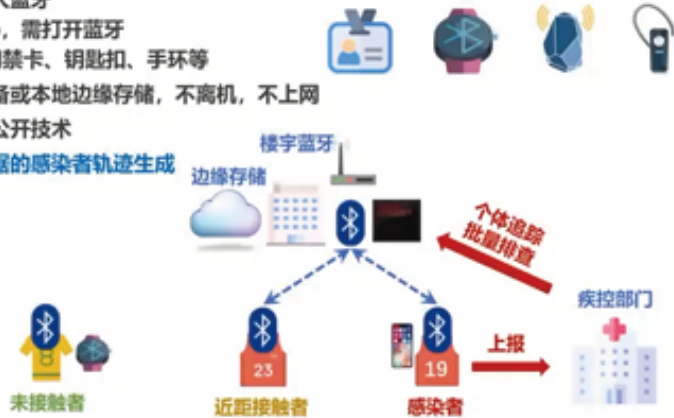 ，需打开蓝牙
禁卡、钥匙扣、手环等
备或本地边缘存储，不离机，不上网
公开技术
据的感染者轨迹生成
楼宇蓝牙
边缘存储
个体追踪
批量排查
疾控部门
23
19
上报
未接触者
近距接触者
感染者